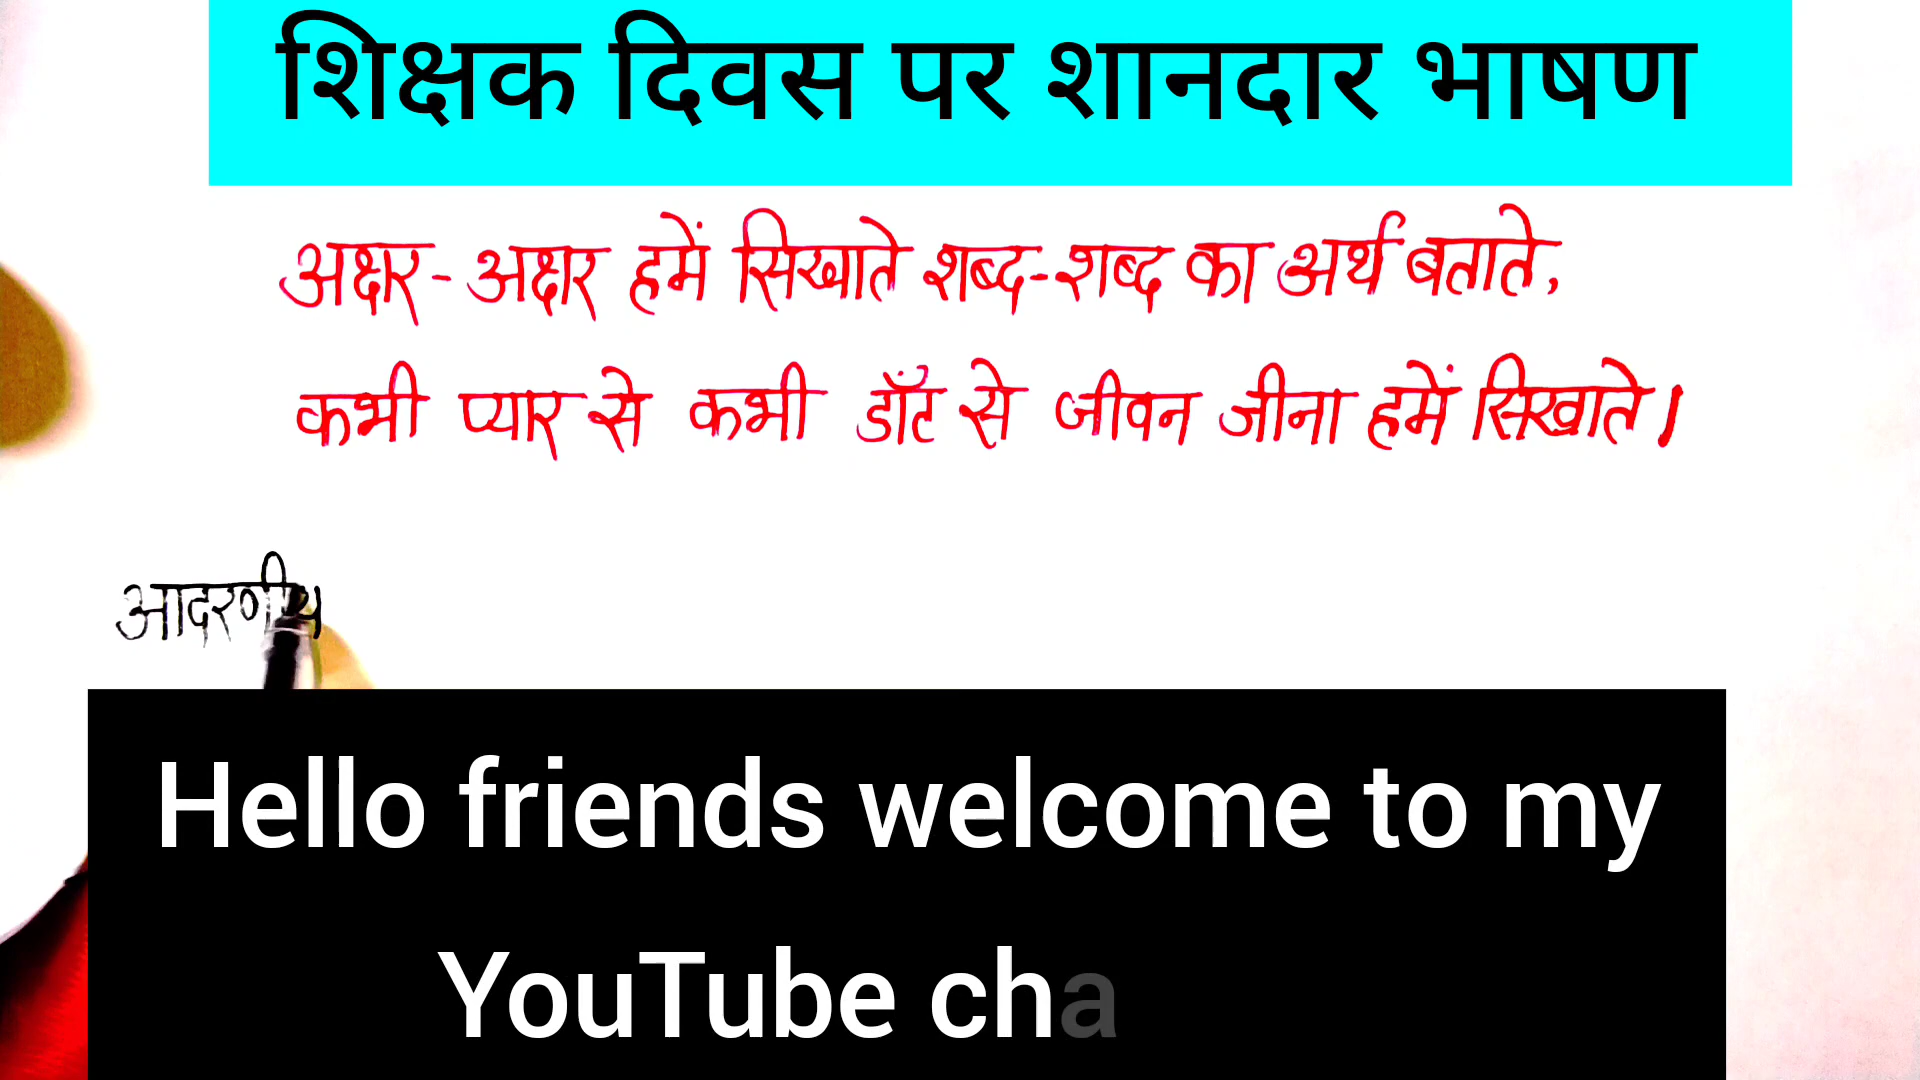 शिक्षक दिवस पर शानदार भाषण
अक्षर-अक्षर हमें सिखाते शब्द-शब्द का अर्थ बताते,
कभी प्यार से कभी डाँट से जीवन जीना हमें सिखाते।
आदरणीय
Hello friends welcome to my
YouTube cha